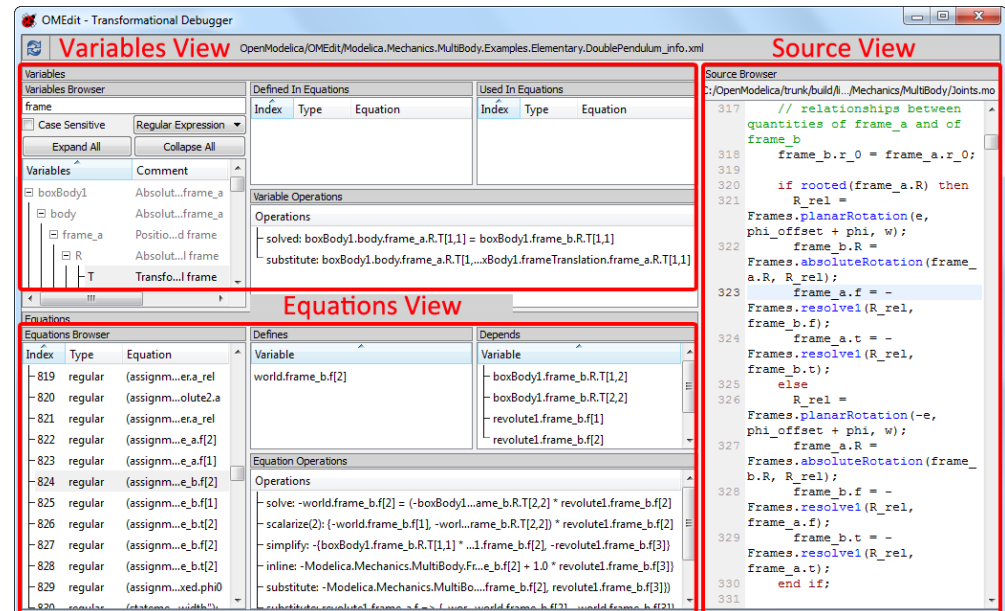 OMEdit - Transformational Debugger
Variables View
OpenModelica/OMEdit/Modelica.Mechanics.MultiBody.Examples.Elementary.DoublePendulum_info.xml
Source View
Variables
Variables Browser
frame
Case Sensitive
Regular Expression
Expand All
Collapse All
Variables Comment
boxBody1 Absolut...frame_a
body Absolut...frame_a
frame_a Positio...d frame
R Absolut...l frame
T Transfo...l frame
Defined In Equations
Index Type Equation
Used In Equations
Index Type Equation
Variable Operations
Operations
solved: boxBody1.body.frame_a.R.T[1,1] = boxBody1.frame_b.R.T[1,1]
substitute: boxBody1.body.frame_a.R.T[1,...xBody1.frameTranslation.frame_a.R.T[1,1]
Equations View
Equations
Equations Browser
Index Type Equation
819 regular (assignm...er.a_rel
820 regular (assignm...olute2.a
821 regular (assignm...er.a_rel
822 regular (assignm...e_a.f[2]
823 regular (assignm...e_a.f[1]
824 regular (assignm...e_b.f[2]
825 regular (assignm...e_b.f[1]
826 regular (assignm...e_b.t[2]
827 regular (assignm...e_b.f[2]
828 regular (assignm...e_b.t[2]
829 regular (assignm...xed.phi0
830 regular (stateme...width");
Defines
Variable
world.frame_b.f[2]
Depends
Variable
boxBody1.frame_b.R.T[1,2]
boxBody1.frame_b.R.T[2,2]
revolute1.frame_b.f[1]
revolute1.frame_b.f[2]
Equation Operations
Operations
solve: -world.frame_b.f[2] = (-boxBody1...ame_b.R.T[2,2] * revolute1.frame_b.f[2]
scalarize(2): {-world.frame_b.f[1], -worl...rame_b.R.T[2,2]) * revolute1.frame_b.f[2]
simplify: -{boxBody1.frame_b.R.T[1,1] * ...1.frame_b.f[2], -revolute1.frame_b.f[3]}
inline: -Modelica.Mechanics.MultiBody.Fr...e_b.f[2] + 1.0 * revolute1.frame_b.f[3]}
substitute: -Modelica.Mechanics.MultiBo...frame_b.f[2], revolute1.frame_b.f[3]})
Source Browser
C:/OpenModelica/trunk/build/li.../Mechanics/MultiBody/Joints.mo
317 // relationships between
quantities of frame_a and of
frame_b
318 frame_b.r_0 = frame_a.r_0;
319
320 if rooted(frame_a.R) then
321 R_rel =
Frames.planarRotation(e,
phi_offset + phi, w);
322 frame_b.R =
Frames.absoluteRotation(frame_
a.R, R_rel);
323 frame_a.f = -
Frames.resolve1(R_rel,
frame_b.f);
324 frame_a.t = -
Frames.resolve1(R_rel,
frame_b.t);
325 else
326 R_rel =
Frames.planarRotation(-e,
phi_offset + phi, w);
327 frame_a.R =
Frames.absoluteRotation(frame_
b.R, R_rel);
328 frame_b.f = -
Frames.resolve1(R_rel,
frame_a.f);
329 frame_b.t = -
Frames.resolve1(R_rel,
frame_a.t);
330 end if;
331